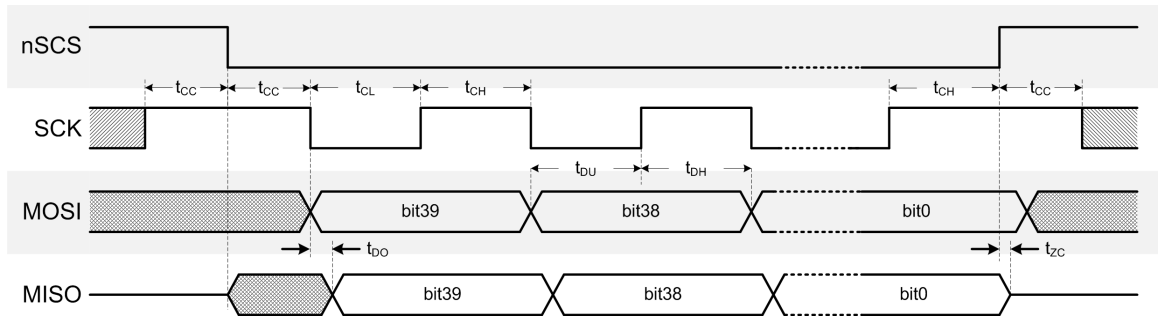 nSCS
tCC tCC tCL tCH tCH tCC
SCK
tDU tDH
MOSI bit39 bit38 bit0
tDO tZC
MISO bit39 bit38 bit0